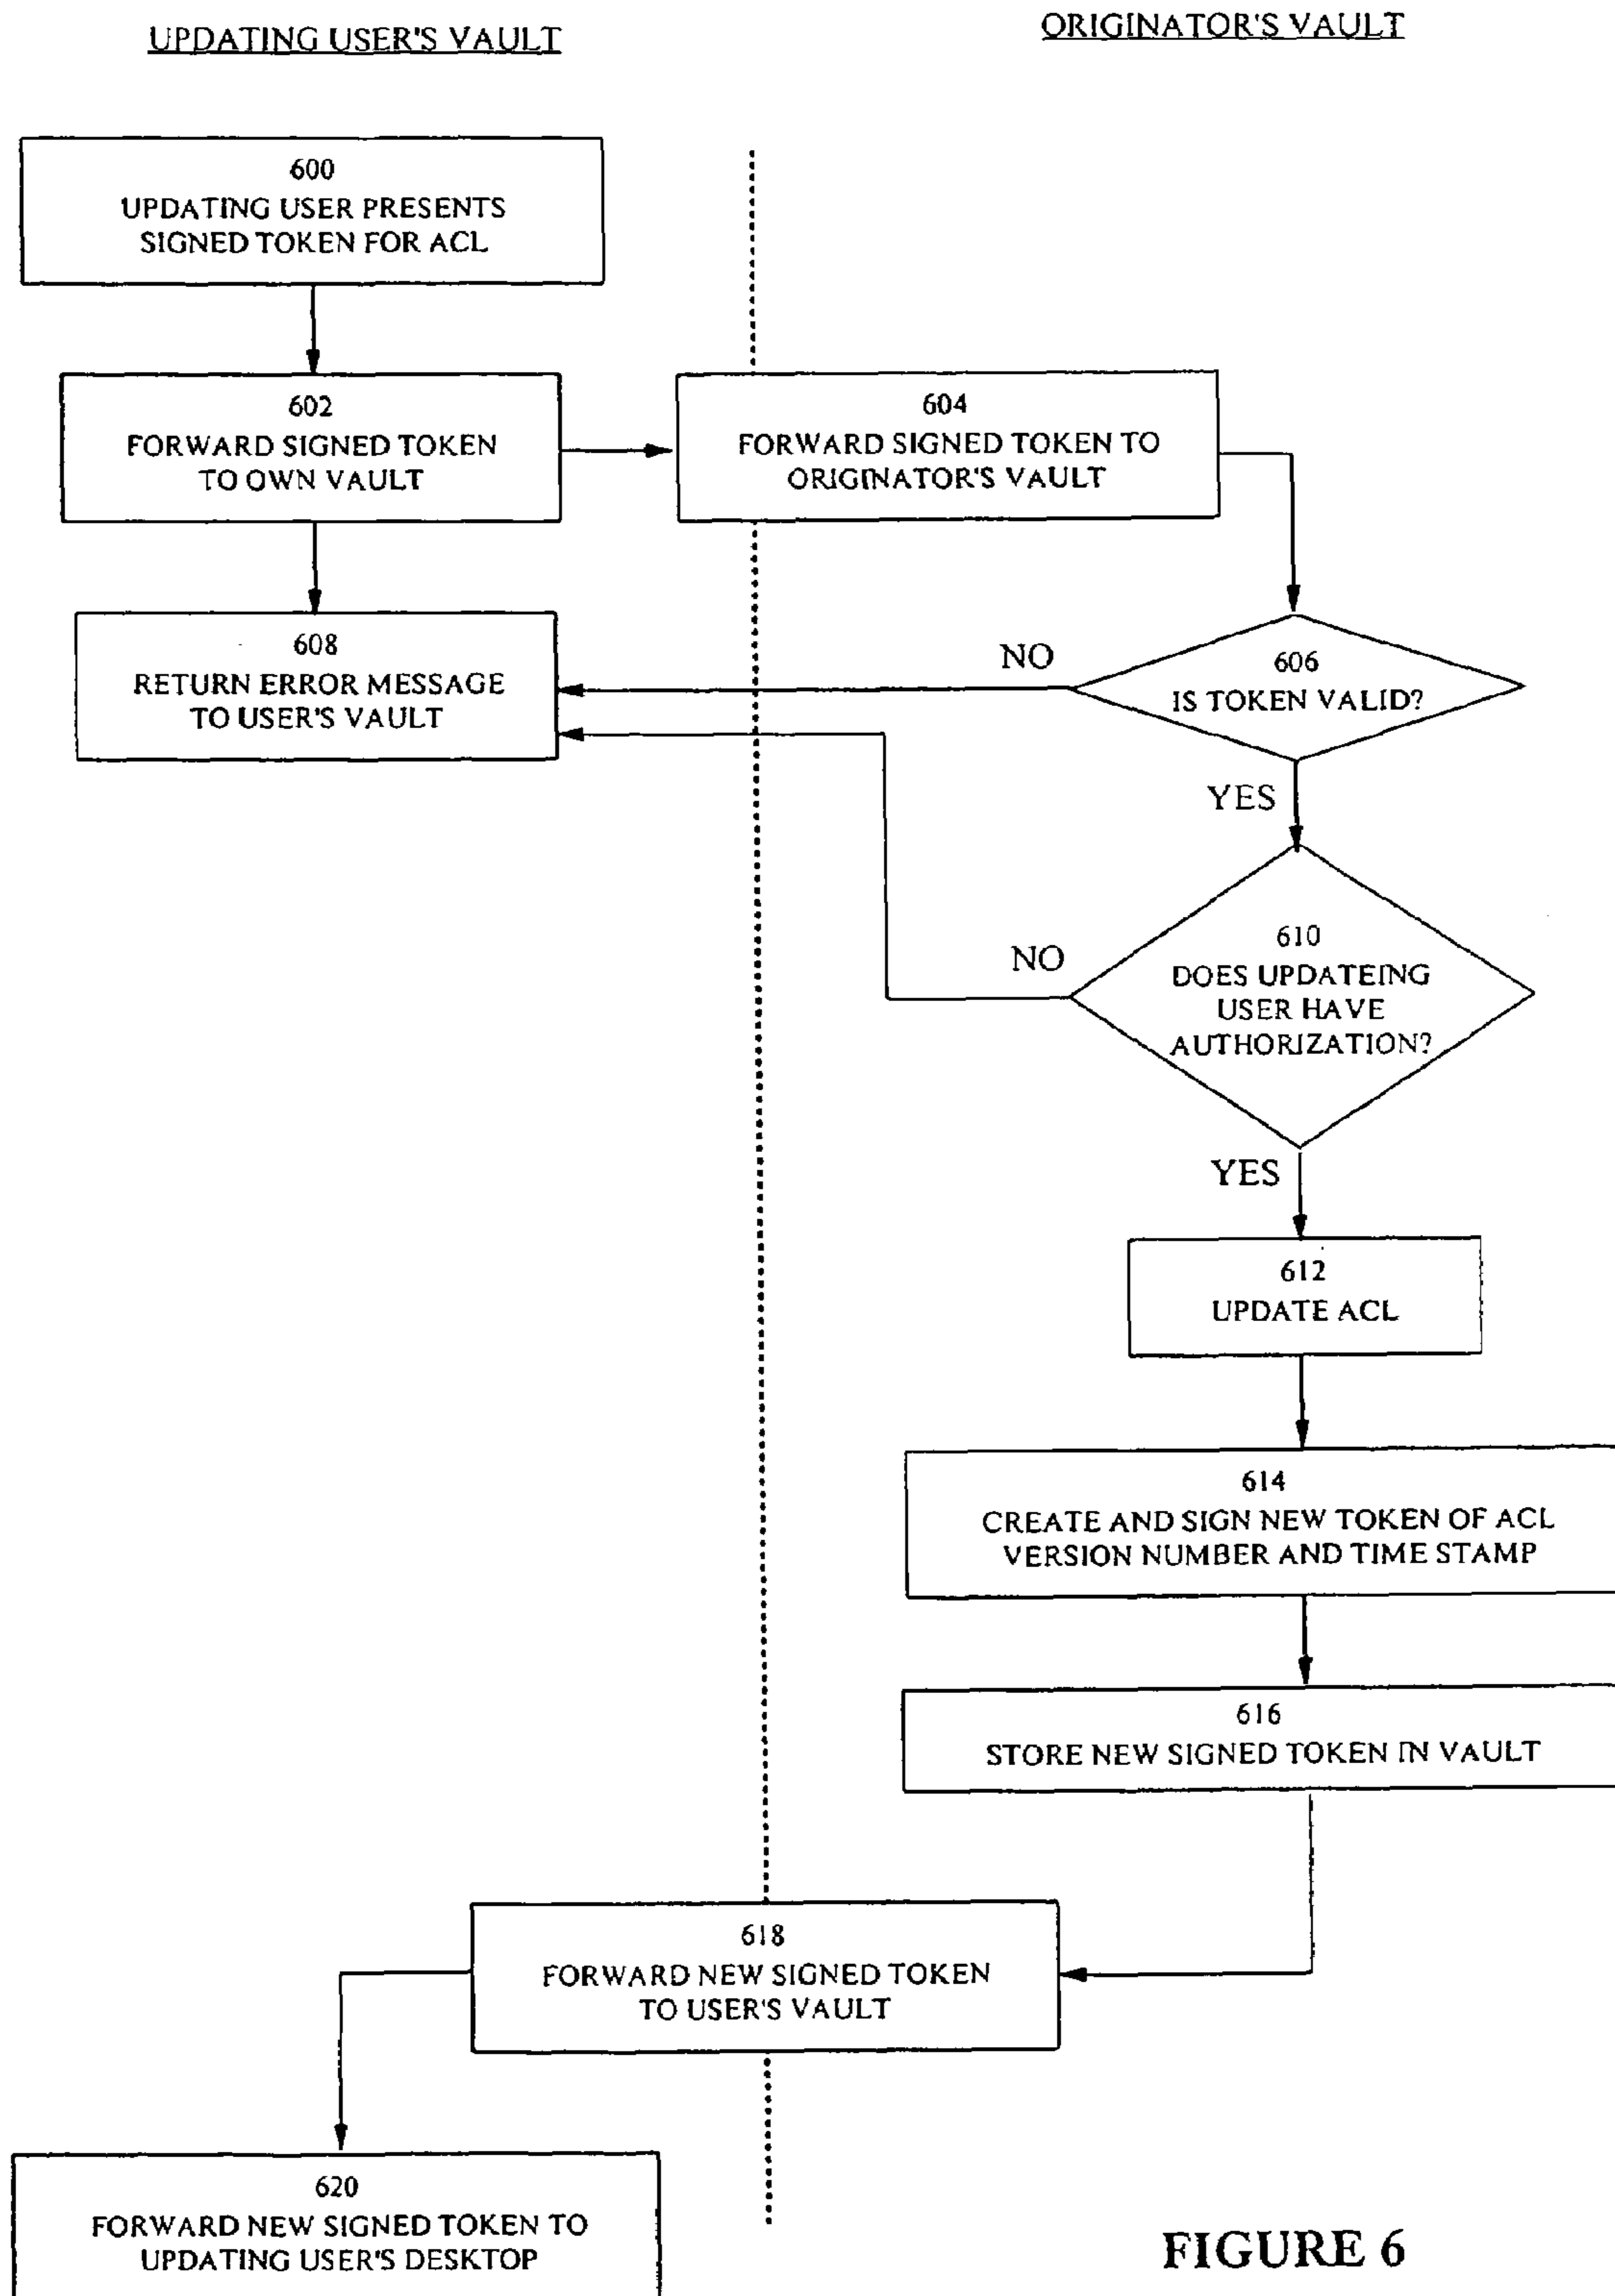 UPDATING USER'S VAULT
ORIGINATOR'S VAULT
600
UPDATING USER PRESENTS
SIGNED TOKEN FOR ACL
602
FORWARD SIGNED TOKEN
TO OWN VAULT
604
FORWARD SIGNED TOKEN TO
ORIGINATOR'S VAULT
608
RETURN ERROR MESSAGE
TO USER'S VAULT
NO
606
IS TOKEN VALID?
YES
NO
610
DOES UPDATEING
USER HAVE
AUTHORIZATION?
YES
612
UPDATE ACL
614
CREATE AND SIGN NEW TOKEN OF ACL
VERSION NUMBER AND TIME STAMP
616
STORE NEW SIGNED TOKEN IN VAULT
618
FORWARD NEW SIGNED TOKEN
TO USER'S VAULT
620
FORWARD NEW SIGNED TOKEN TO
UPDATING USER'S DESKTOP
FIGURE 6